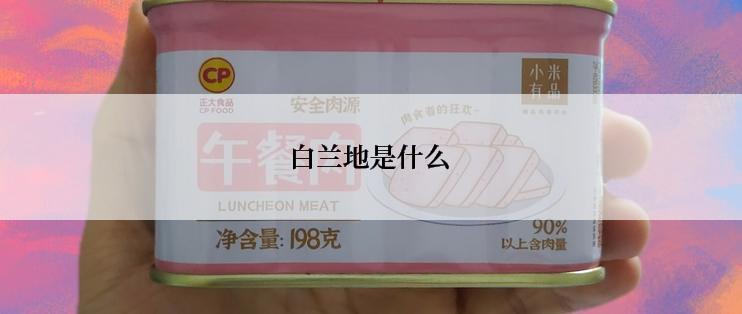 CP
正大食品
CP FOOD
安全肉源
小米
有品
肉食者的狂欢~
午餐肉
白兰地是什么
LUNCHEON MEAT
净含量:198克
90%
以上含肉量